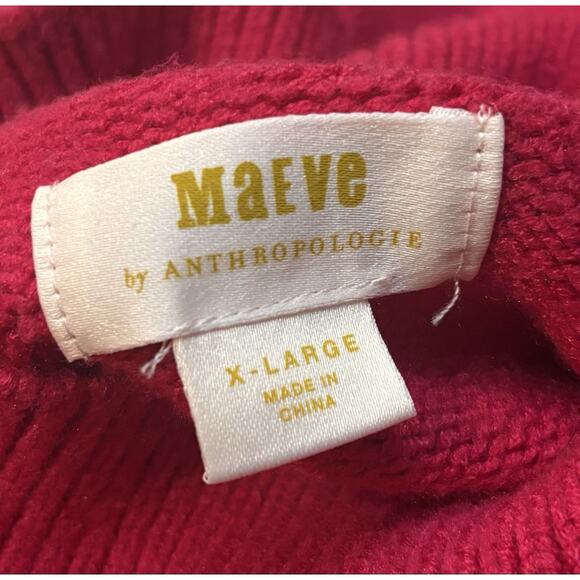 MaEVe
by ANTHROPOLOGIE
X-LARGE
MADE IN
CHINA